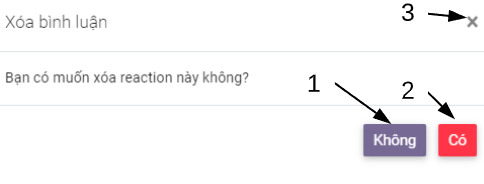 3
Xóa bình luận ×
Bạn có muốn xóa reaction này không?
1 2
Không Có